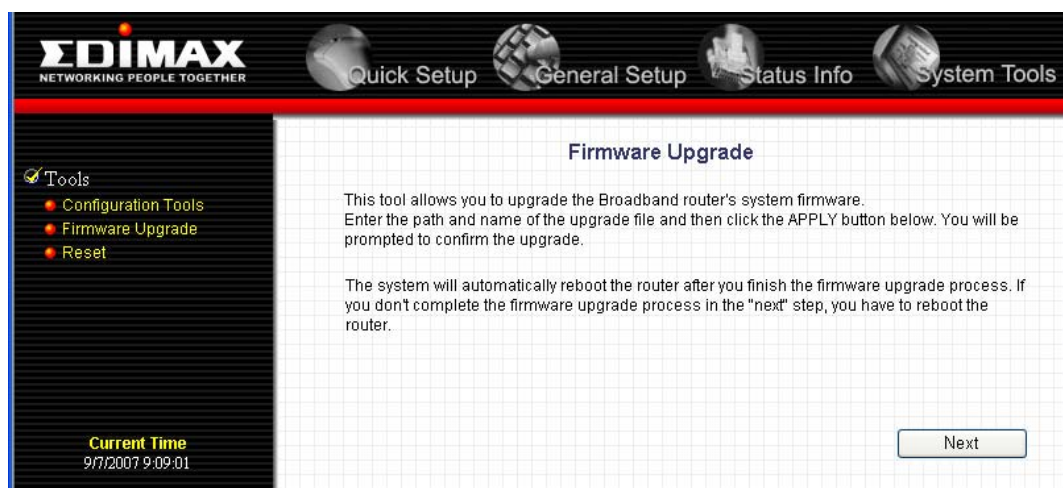 EDIMAX
NETWORKING PEOPLE TOGETHER
Quick Setup
General Setup
Status Info
System Tools
Tools
Configuration Tools
Firmware Upgrade
Reset
Current Time
9/7/2007 9:09:01
Firmware Upgrade
This tool allows you to upgrade the Broadband router's system firmware.
Enter the path and name of the upgrade file and then click the APPLY button below. You will be
prompted to confirm the upgrade.
The system will automatically reboot the router after you finish the firmware upgrade process. If
you don't complete the firmware upgrade process in the "next" step, you have to reboot the
router.
Next